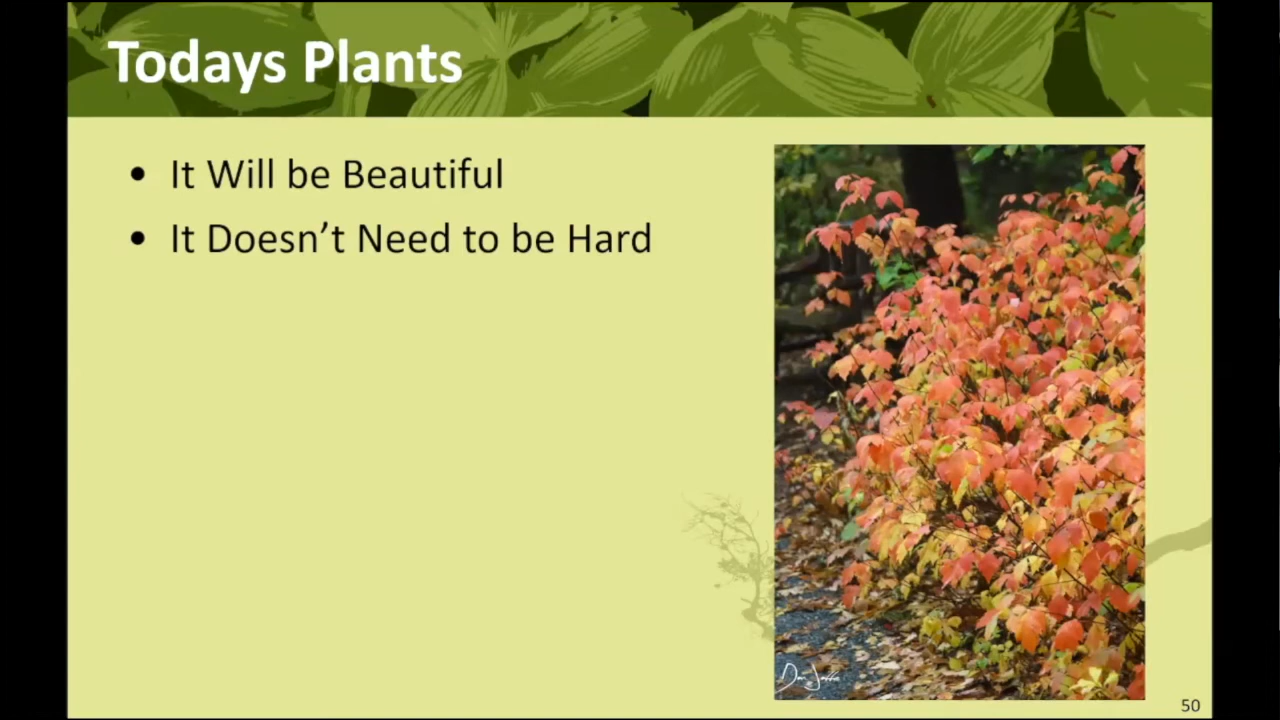 Todays Plants
• It Will be Beautiful
• It Doesn’t Need to be Hard
50